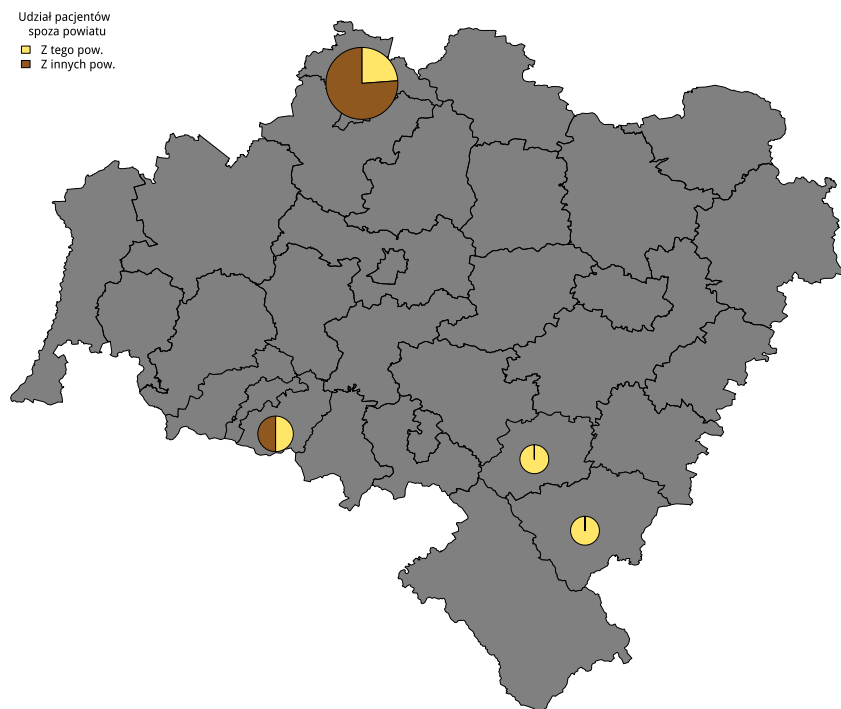 Udział pacjentów
spoza powiatu
Z tego pow.
Z innych pow.